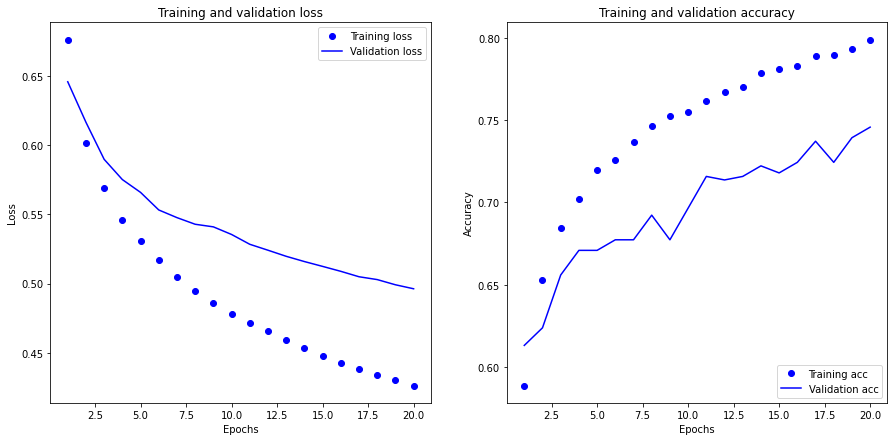 Training and validation loss
Training loss
Validation loss
0.65
0.60
0.55
0.50
0.45
Loss
2.5 5.0 7.5 10.0 12.5 15.0 17.5 20.0
Epochs
Training and validation accuracy
0.80
0.75
0.70
0.65
0.60
Accuracy
Training acc
Validation acc
2.5 5.0 7.5 10.0 12.5 15.0 17.5 20.0
Epochs